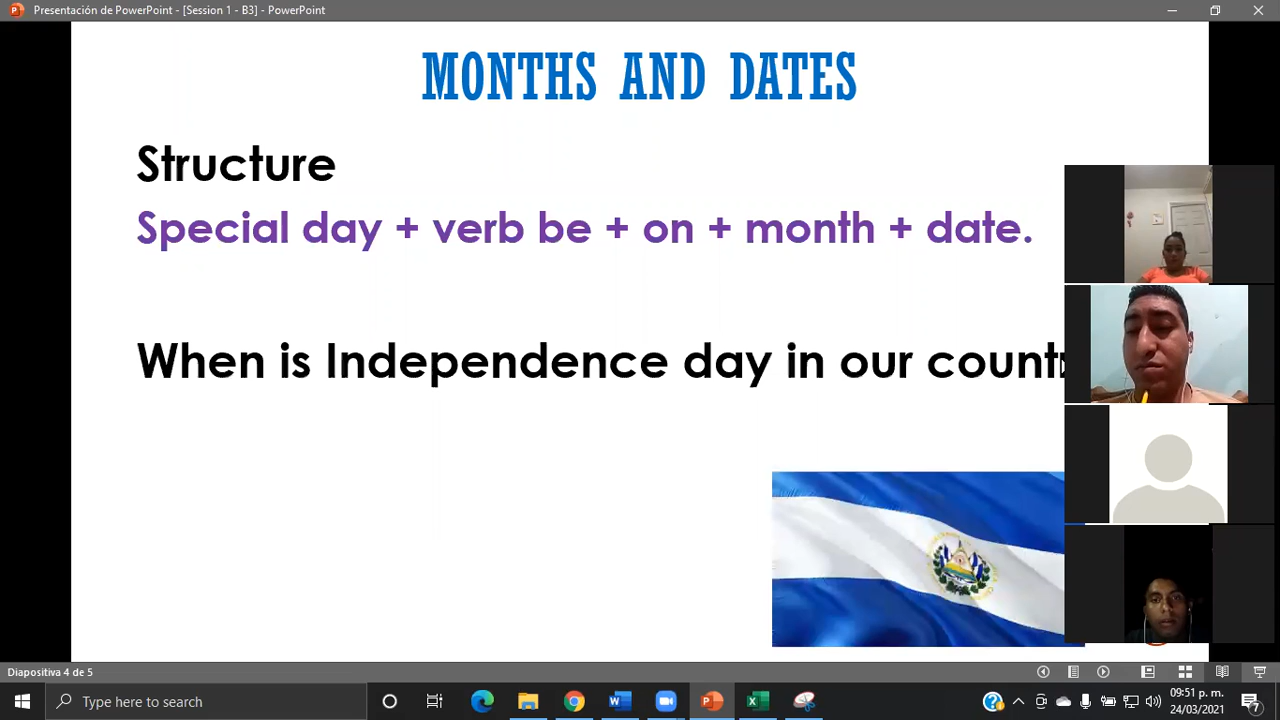 Presentación de PowerPoint - [Session 1 - B3] - PowerPoint
MONTHS AND DATES
Structure
Special day + verb be + on + month + date.
When is Independence day in our
Diapositiva 4 de 5
Type here to search
09:51 p. m.
24/03/2021
7